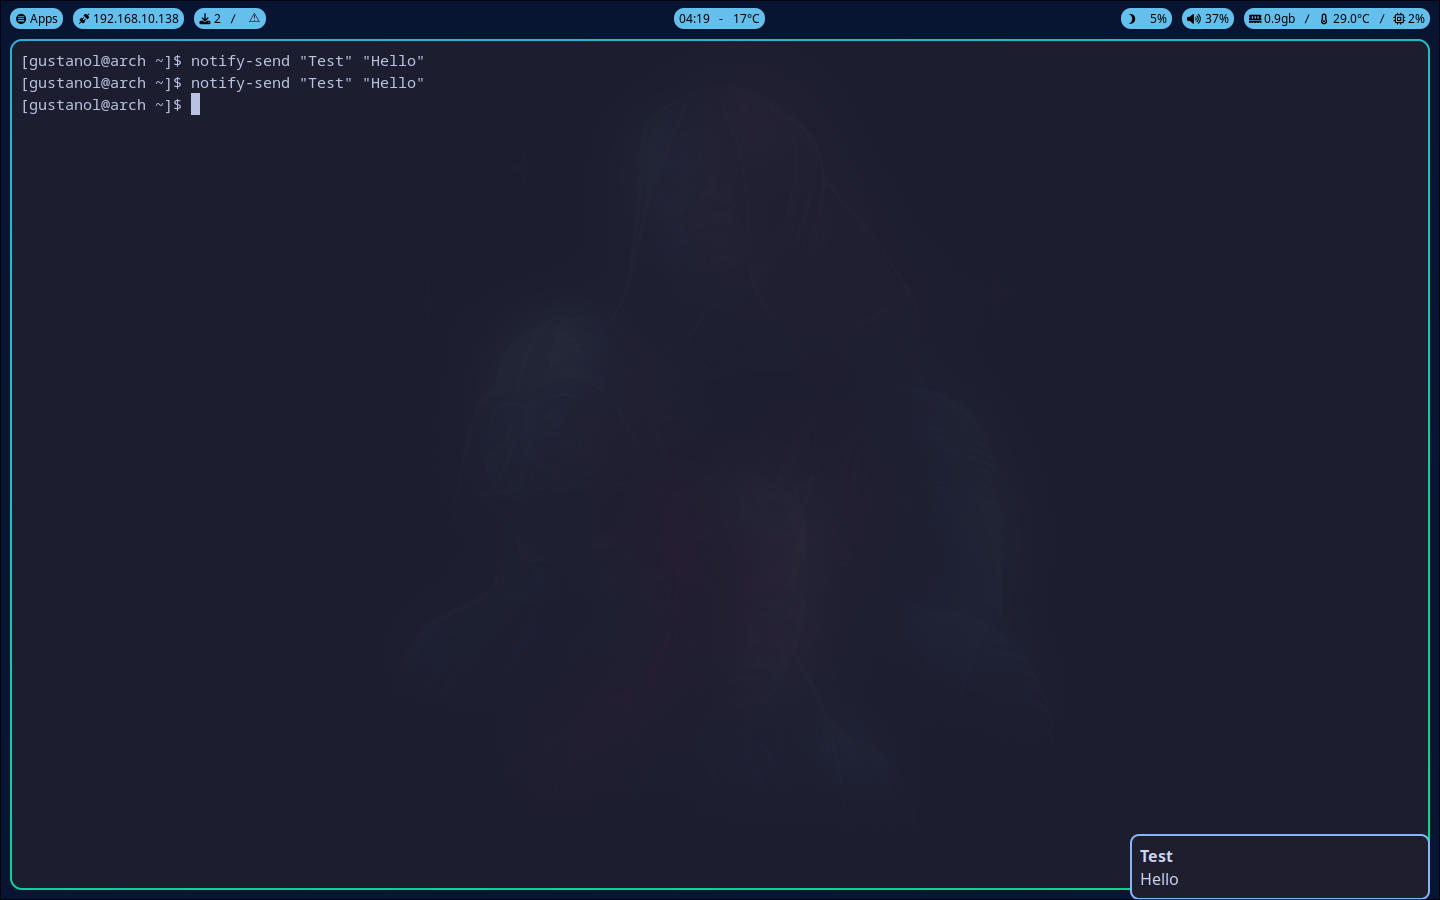 Apps 192.168.10.138 2 / ⚠ 04:19 - 17°C 5% 37% 0.9gb / 29.0°C / 2%
[gustanol@arch ~]$ notify-send "Test" "Hello"
[gustanol@arch ~]$ notify-send "Test" "Hello"
[gustanol@arch ~]$
Test
Hello